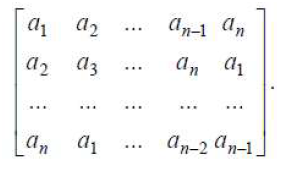 a₁ a₂ ... aₙ₋₁ aₙ
a₂ a₃ ... aₙ a₁
... ... ... ... ...
aₙ a₁ ... aₙ₋₂ aₙ₋₁ .